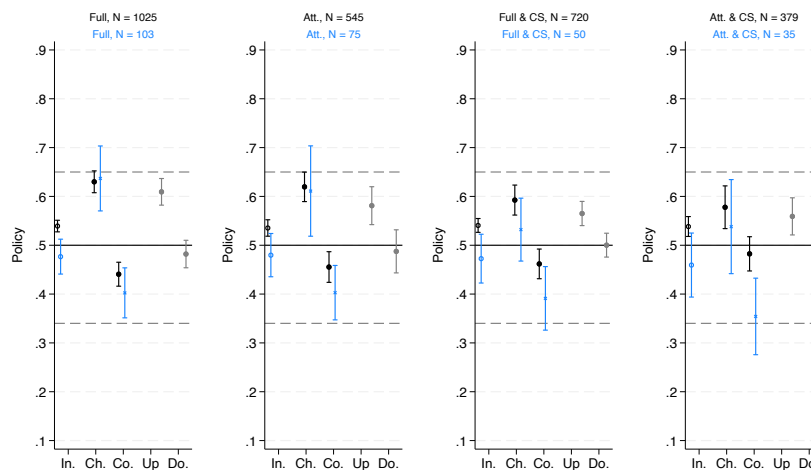 Full, N = 1025
Full, N = 103
.9
.8
.7
.6
.5
.4
.3
.2
.1
Policy
In. Ch. Co. Up Do.
Att., N = 545
Att., N = 75
.9
.8
.7
.6
.5
.4
.3
.2
.1
Policy
In. Ch. Co. Up Do.
Full & CS, N = 720
Full & CS, N = 50
.9
.8
.7
.6
.5
.4
.3
.2
.1
Policy
In. Ch. Co. Up Do.
Att. & CS, N = 379
Att. & CS, N = 35
.9
.8
.7
.6
.5
.4
.3
.2
.1
Policy
In. Ch. Co. Up Do